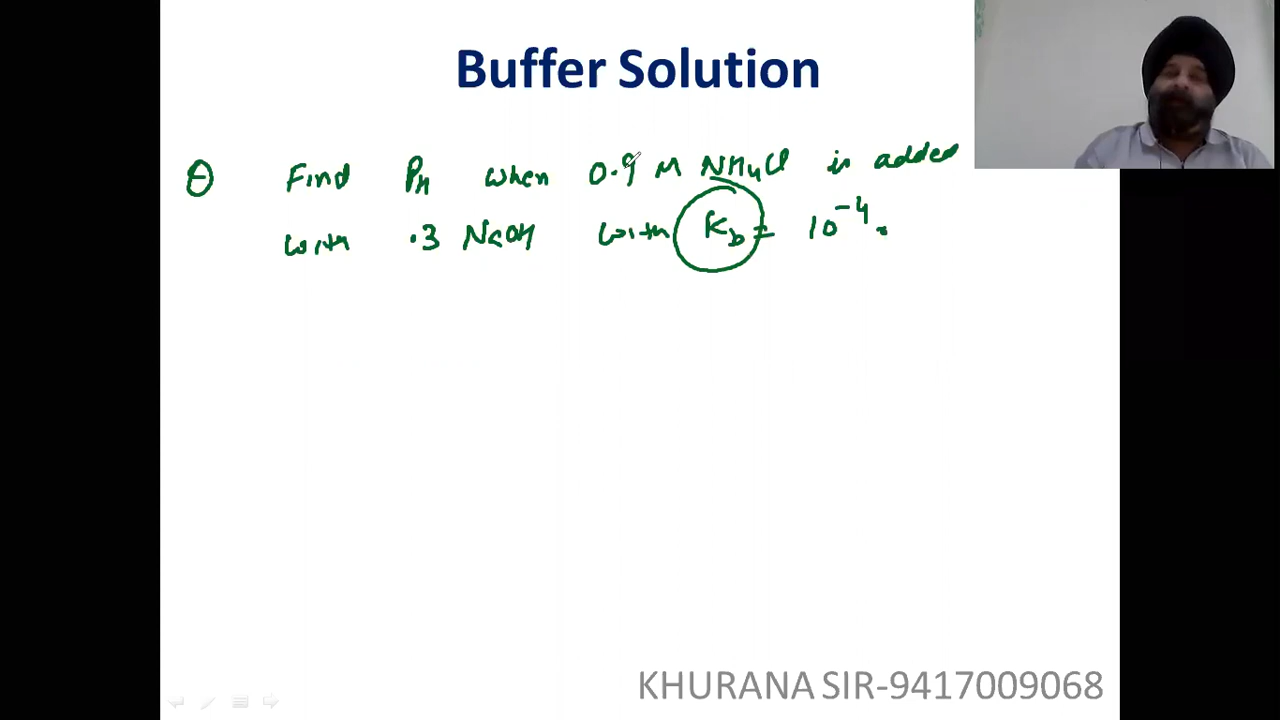 Buffer Solution
Q Find PH when 0.9 M NH4Cl is added
with .3 NaOH with Kb = 10⁻⁴.
KHURANA SIR-9417009068